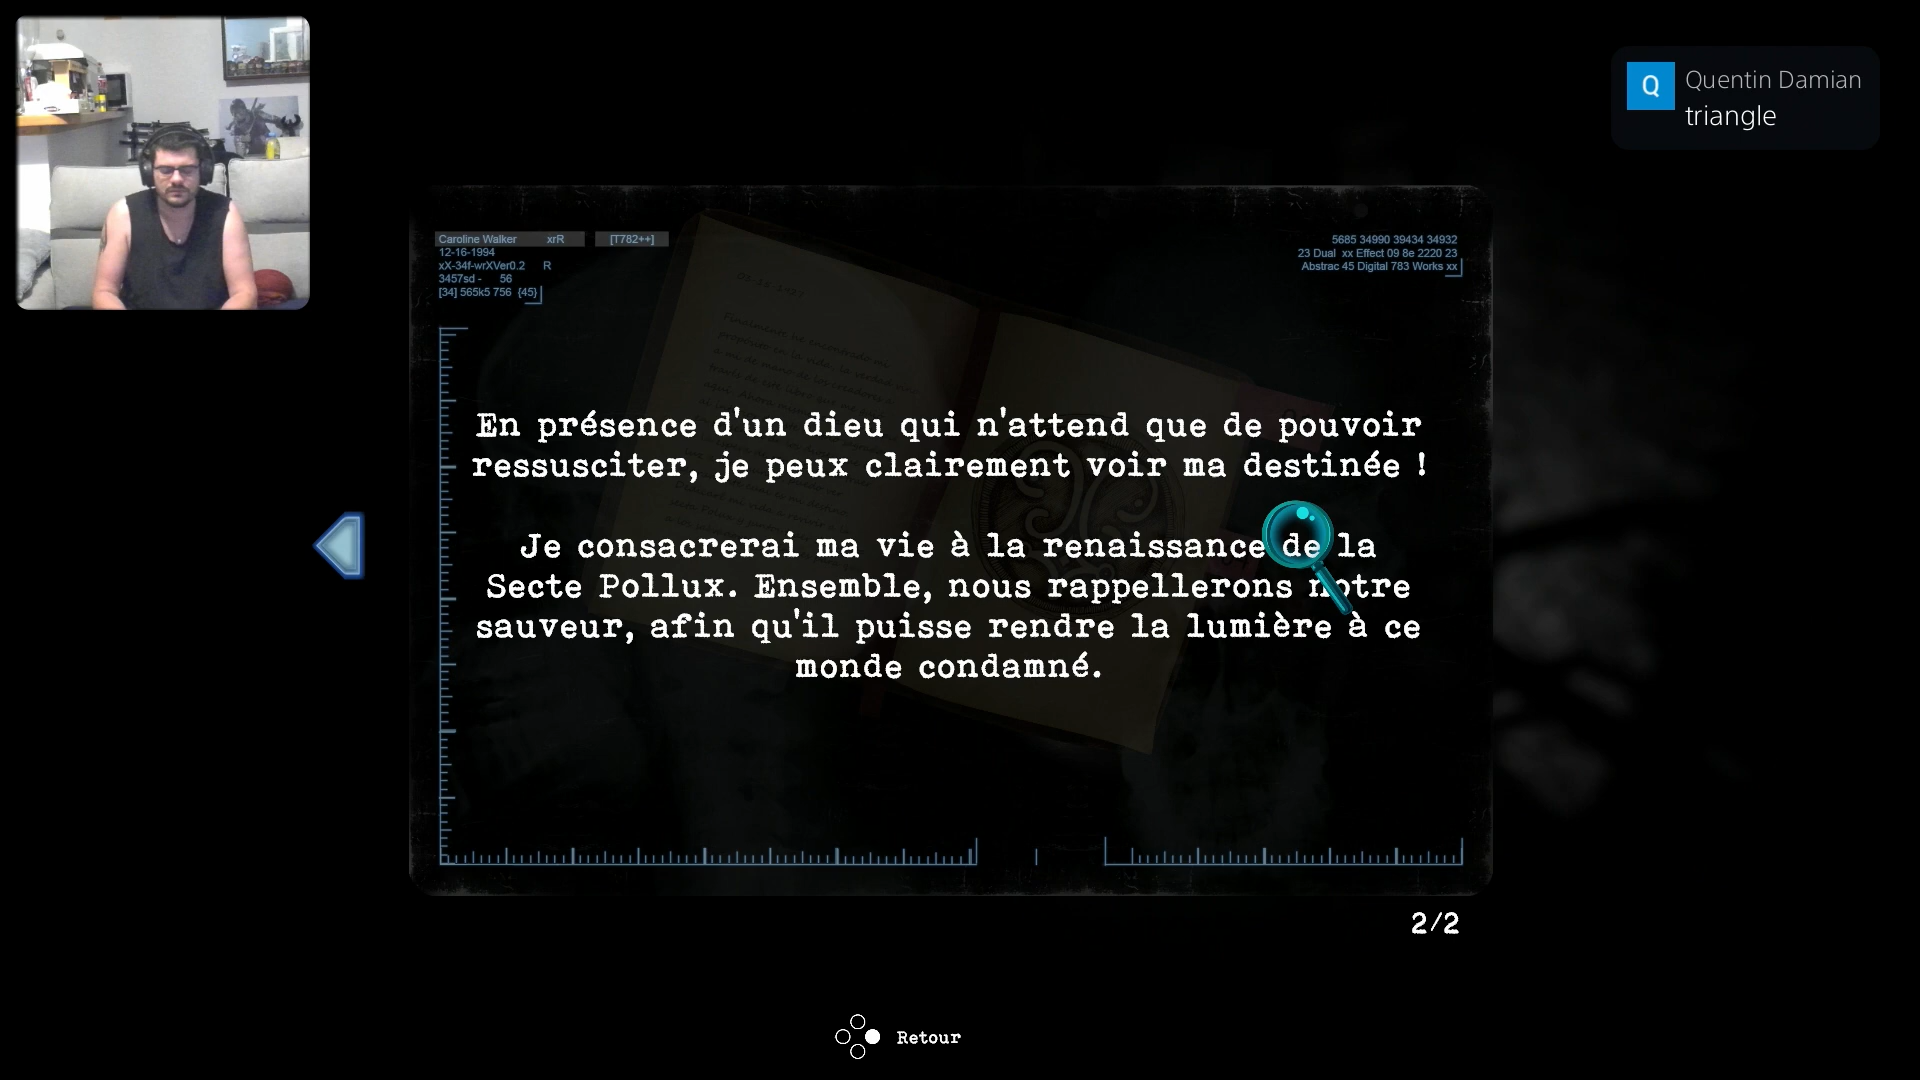 Q
Quentin Damian
triangle
Caroline Walker xrR [T782++]
12-16-1994
xX-34f-wrXVer0.2 R
3457sd - 56
[34] 565k5 756 {45}
5685 34990 39434 34932
23 Dual xx Effect 09 8e 2220 23
Abstrac 45 Digital 783 Works xx
En présence d'un dieu qui n'attend que de pouvoir
ressusciter, je peux clairement voir ma destinée !
Je consacrerai ma vie à la renaissance de la
Secte Pollux. Ensemble, nous rappellerons notre
sauveur, afin qu'il puisse rendre la lumière à ce
monde condamné.
2/2
Retour